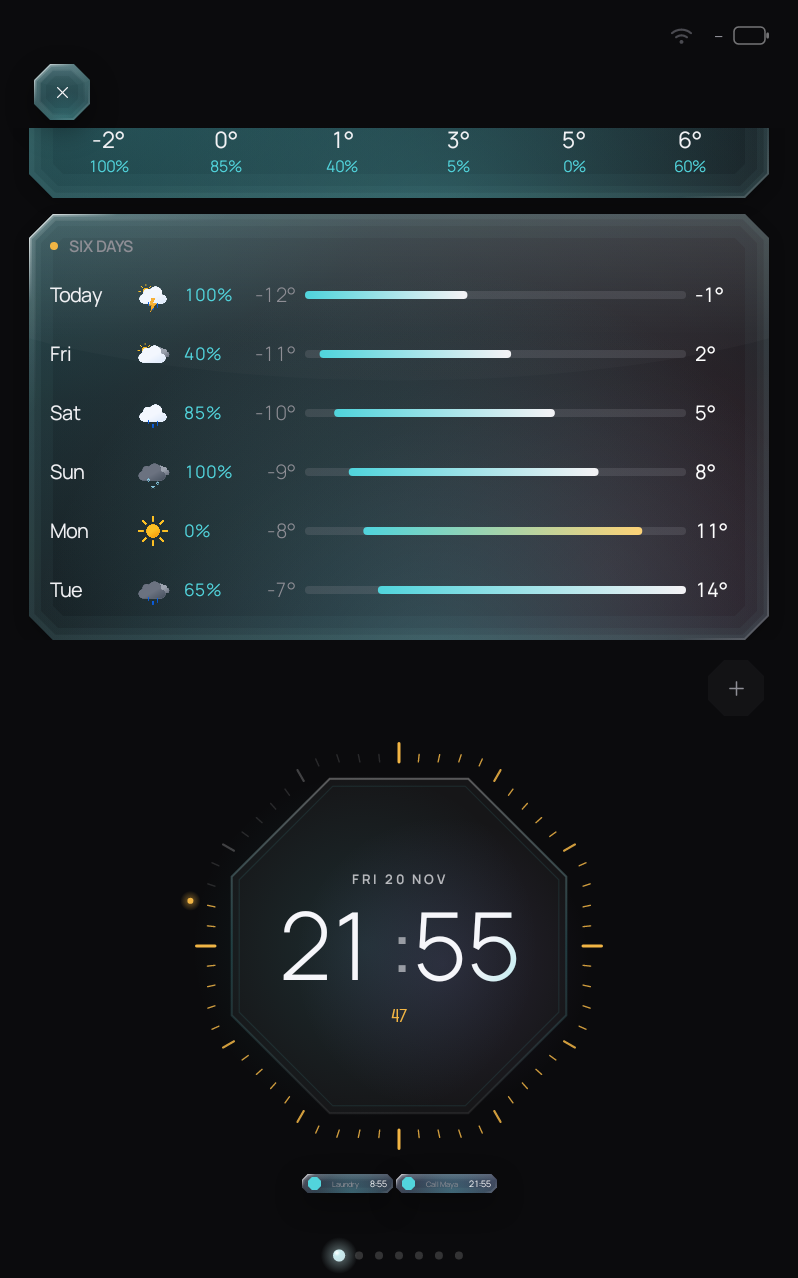 -2° 0° 1° 3° 5° 6°
100% 85% 40% 5% 0% 60%
SIX DAYS
Today 100% -12° -1°
Fri 40% -11° 2°
Sat 85% -10° 5°
Sun 100% -9° 8°
Mon 0% -8° 11°
Tue 65% -7° 14°
FRI 20 NOV
21:55
47
Laundry 8:55 Call Maya 21:55